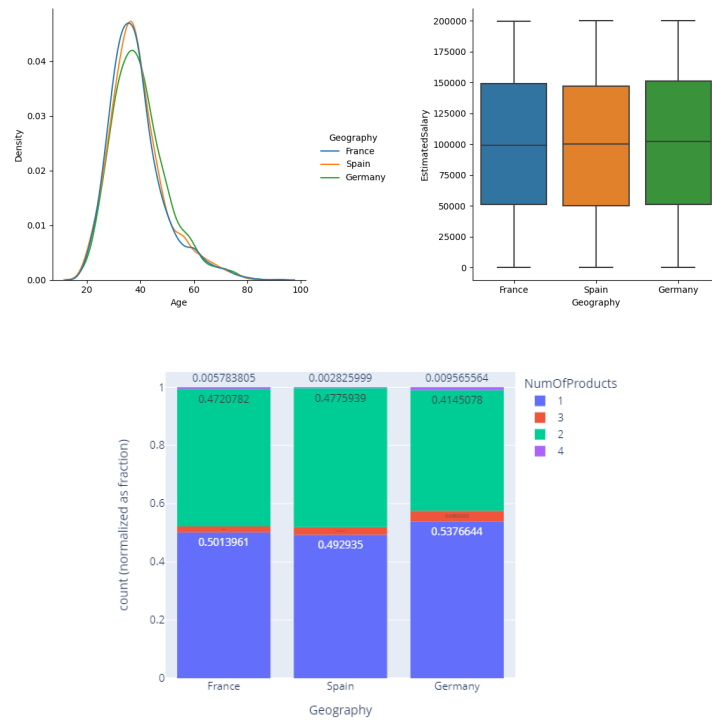 0.04
0.03
0.02
0.01
0.00
Density
20 40 60 80 100
Age
Geography
France
Spain
Germany
200000
175000
150000
125000
100000
75000
50000
25000
0
EstimatedSalary
France Spain Germany
Geography
0.005783805 0.002825999 0.009565564
1
0.4720782 0.4775939 0.4145078
0.8
0.6
0.5013961 0.492935 0.5376644
0.4
0.2
0
count (normalized as fraction)
France Spain Germany
Geography
NumOfProducts
1
3
2
4